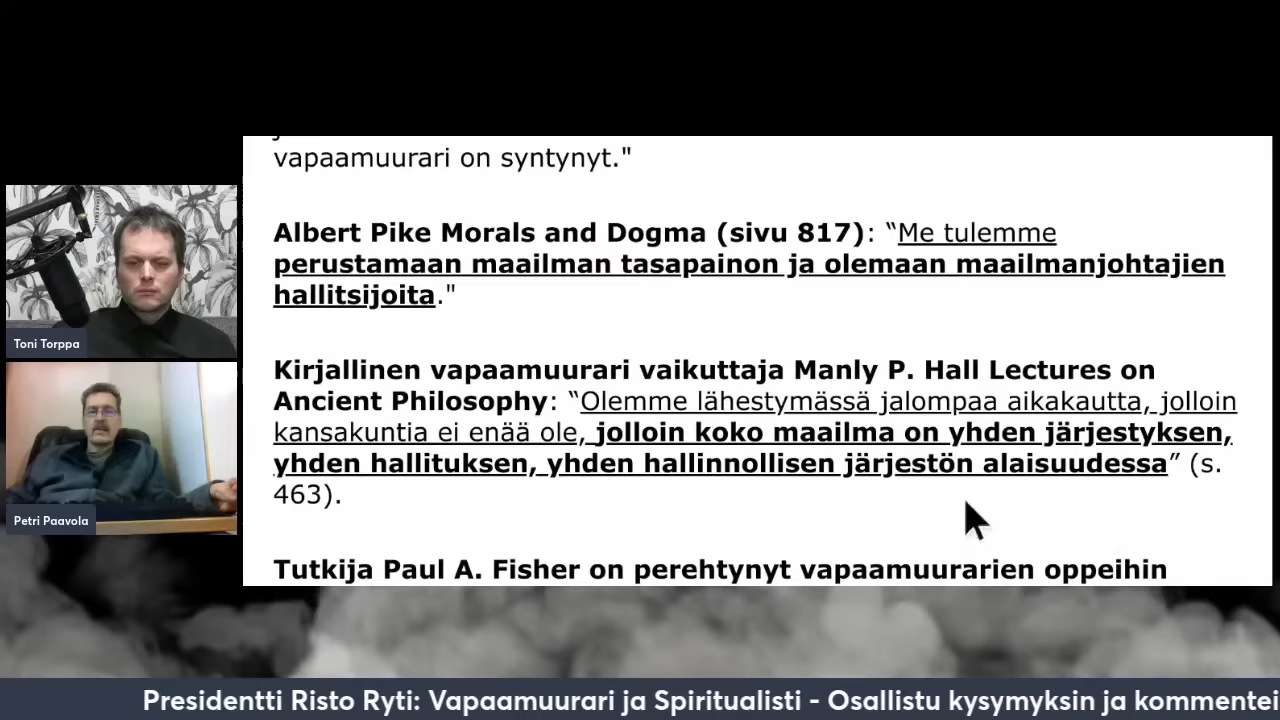 vapaamuurari on syntynyt."
Albert Pike Morals and Dogma (sivu 817): “Me tulemme
perustamaan maailman tasapainon ja olemaan maailmanjohtajien
hallitsijoita."
Kirjallinen vapaamuurari vaikuttaja Manly P. Hall Lectures on
Ancient Philosophy: “Olemme lähestymässä jalompaa aikakautta, jolloin
kansakuntia ei enää ole, jolloin koko maailma on yhden järjestyksen,
yhden hallituksen, yhden hallinnollisen järjestön alaisuudessa” (s.
463).
Tutkija Paul A. Fisher on perehtynyt vapaamuurarien oppeihin
Toni Torppa
Petri Paavola
Presidentti Risto Ryti: Vapaamuurari ja Spiritualisti - Osallistu kysymyksin ja kommentei